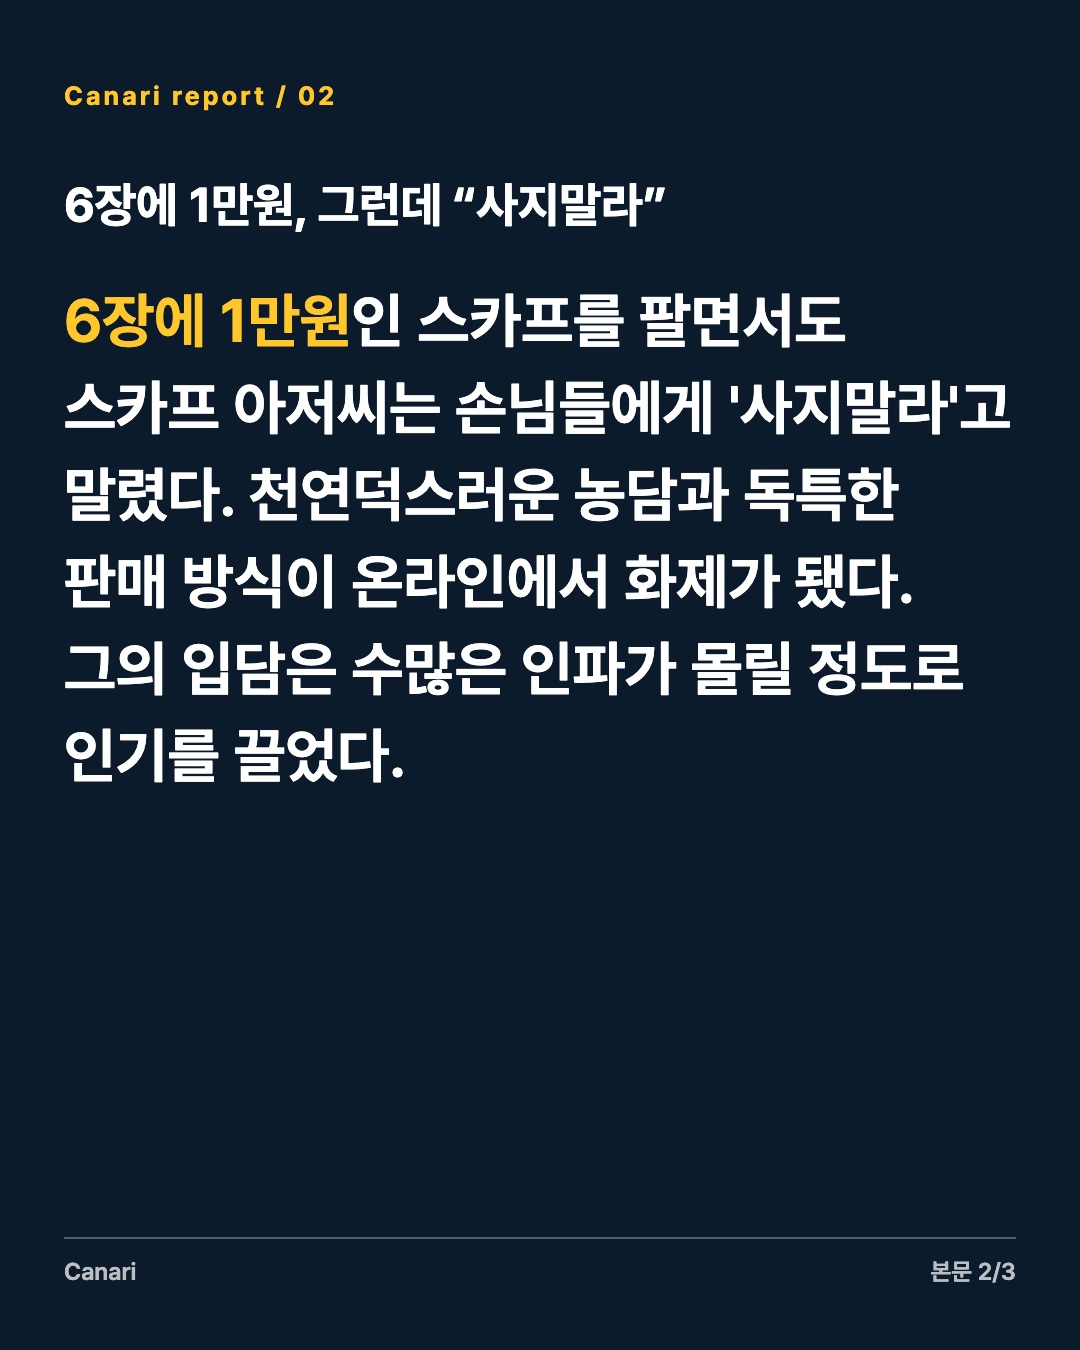 Canari report / 02
6장에 1만원, 그런데 “사지말라”
6장에 1만원인 스카프를 팔면서도
스카프 아저씨는 손님들에게 '사지말라'고
말렸다. 천연덕스러운 농담과 독특한
판매 방식이 온라인에서 화제가 됐다.
그의 입담은 수많은 인파가 몰릴 정도로
인기를 끌었다.
Canari
본문 2/3